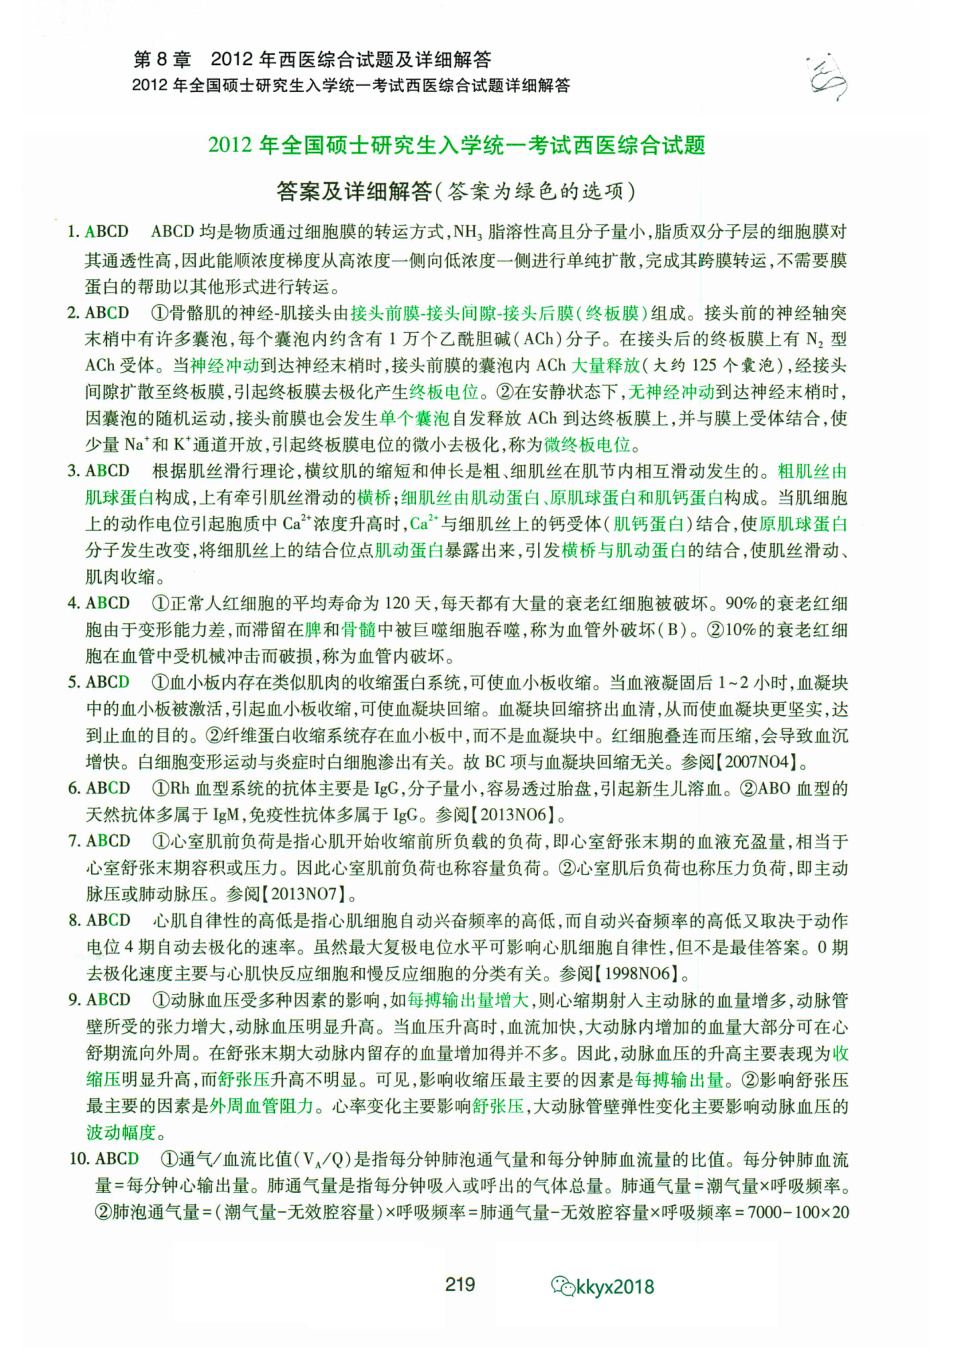 第 8 章　2012 年西医综合试题及详细解答
2012 年全国硕士研究生入学统一考试西医综合试题详细解答
2012 年全国硕士研究生入学统一考试西医综合试题
答案及详细解答(答案为绿色的选项)
1. ABCD　ABCD 均是物质通过细胞膜的转运方式,NH₃ 脂溶性高且分子量小,脂质双分子层的细胞膜对
其通透性高,因此能顺浓度梯度从高浓度一侧向低浓度一侧进行单纯扩散,完成其跨膜转运,不需要膜
蛋白的帮助以其他形式进行转运。
2. ABCD　①骨骼肌的神经-肌接头由接头前膜-接头间隙-接头后膜(终板膜)组成。接头前的神经轴突
末梢中有许多囊泡,每个囊泡内约含有 1 万个乙酰胆碱(ACh)分子。在接头后的终板膜上有 N₂ 型
ACh 受体。当神经冲动到达神经末梢时,接头前膜的囊泡内 ACh 大量释放(大约 125 个囊泡),经接头
间隙扩散至终板膜,引起终板膜去极化产生终板电位。②在安静状态下,无神经冲动到达神经末梢时,
因囊泡的随机运动,接头前膜也会发生单个囊泡自发释放 ACh 到达终板膜上,并与膜上受体结合,使
少量 Na⁺和 K⁺通道开放,引起终板膜电位的微小去极化,称为微终板电位。
3. ABCD　根据肌丝滑行理论,横纹肌的缩短和伸长是粗、细肌丝在肌节内相互滑动发生的。粗肌丝由
肌球蛋白构成,上有牵引肌丝滑动的横桥;细肌丝由肌动蛋白、原肌球蛋白和肌钙蛋白构成。当肌细胞
上的动作电位引起胞质中 Ca²⁺浓度升高时,Ca²⁺与细肌丝上的钙受体(肌钙蛋白)结合,使原肌球蛋白
分子发生改变,将细肌丝上的结合位点肌动蛋白暴露出来,引发横桥与肌动蛋白的结合,使肌丝滑动、
肌肉收缩。
4. ABCD　①正常人红细胞的平均寿命为 120 天,每天都有大量的衰老红细胞被破坏。90%的衰老红细
胞由于变形能力差,而滞留在脾和骨髓中被巨噬细胞吞噬,称为血管外破坏(B)。②10%的衰老红细
胞在血管中受机械冲击而破损,称为血管内破坏。
5. ABCD　①血小板内存在类似肌肉的收缩蛋白系统,可使血小板收缩。当血液凝固后 1~2 小时,血凝块
中的血小板被激活,引起血小板收缩,可使血凝块回缩。血凝块回缩挤出血清,从而使血凝块更坚实,达
到止血的目的。②纤维蛋白收缩系统存在血小板中,而不是血凝块中。红细胞叠连而压缩,会导致血沉
增快。白细胞变形运动与炎症时白细胞渗出有关。故 BC 项与血凝块回缩无关。参阅【2007NO4】。
6. ABCD　①Rh 血型系统的抗体主要是 IgG,分子量小,容易透过胎盘,引起新生儿溶血。②ABO 血型的
天然抗体多属于 IgM,免疫性抗体多属于 IgG。参阅【2013NO6】。
7. ABCD　①心室肌前负荷是指心肌开始收缩前所负载的负荷,即心室舒张末期的血液充盈量,相当于
心室舒张末期容积或压力。因此心室肌前负荷也称容量负荷。②心室肌后负荷也称压力负荷,即主动
脉压或肺动脉压。参阅【2013NO7】。
8. ABCD　心肌自律性的高低是指心肌细胞自动兴奋频率的高低,而自动兴奋频率的高低又取决于动作
电位 4 期自动去极化的速率。虽然最大复极电位水平可影响心肌细胞自律性,但不是最佳答案。0 期
去极化速度主要与心肌快反应细胞和慢反应细胞的分类有关。参阅【1998NO6】。
9. ABCD　①动脉血压受多种因素的影响,如每搏输出量增大,则心缩期射入主动脉的血量增多,动脉管
壁所受的张力增大,动脉血压明显升高。当血压升高时,血流加快,大动脉内增加的血量大部分可在心
舒期流向外周。在舒张末期大动脉内留存的血量增加得并不多。因此,动脉血压的升高主要表现为收
缩压明显升高,而舒张压升高不明显。可见,影响收缩压最主要的因素是每搏输出量。②影响舒张压
最主要的因素是外周血管阻力。心率变化主要影响舒张压,大动脉管壁弹性变化主要影响动脉血压的
波动幅度。
10. ABCD　①通气/血流比值(V_A/Q)是指每分钟肺泡通气量和每分钟肺血流量的比值。每分钟肺血流
量=每分钟心输出量。肺通气量是指每分钟吸入或呼出的气体总量。肺通气量=潮气量×呼吸频率。
②肺泡通气量=(潮气量-无效腔容量)×呼吸频率=肺通气量-无效腔容量×呼吸频率=7000-100×20
219
kkyx2018